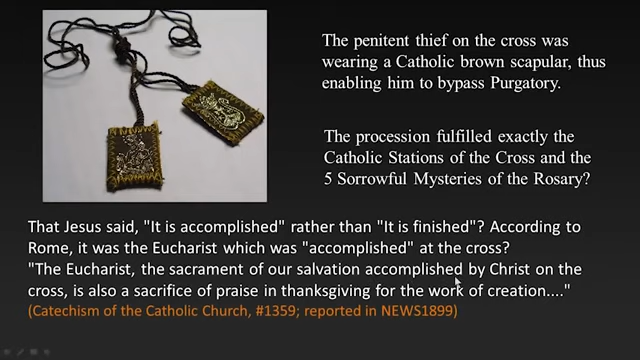 The penitent thief on the cross was
wearing a Catholic brown scapular, thus
enabling him to bypass Purgatory.
The procession fulfilled exactly the
Catholic Stations of the Cross and the
5 Sorrowful Mysteries of the Rosary?
That Jesus said, "It is accomplished" rather than "It is finished"? According to
Rome, it was the Eucharist which was "accomplished" at the cross?
"The Eucharist, the sacrament of our salvation accomplished by Christ on the
cross, is also a sacrifice of praise in thanksgiving for the work of creation...."
(Catechism of the Catholic Church, #1359; reported in NEWS1899)